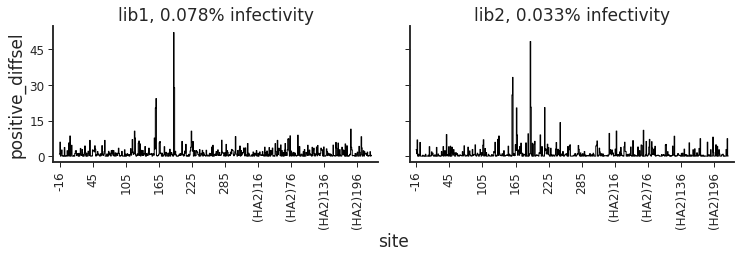 lib1, 0.078% infectivity
lib2, 0.033% infectivity
positive_diffsel
45
30
15
0
-16
45
105
165
225
285
(HA2)16
(HA2)76
(HA2)136
(HA2)196
-16
45
105
165
225
285
(HA2)16
(HA2)76
(HA2)136
(HA2)196
site